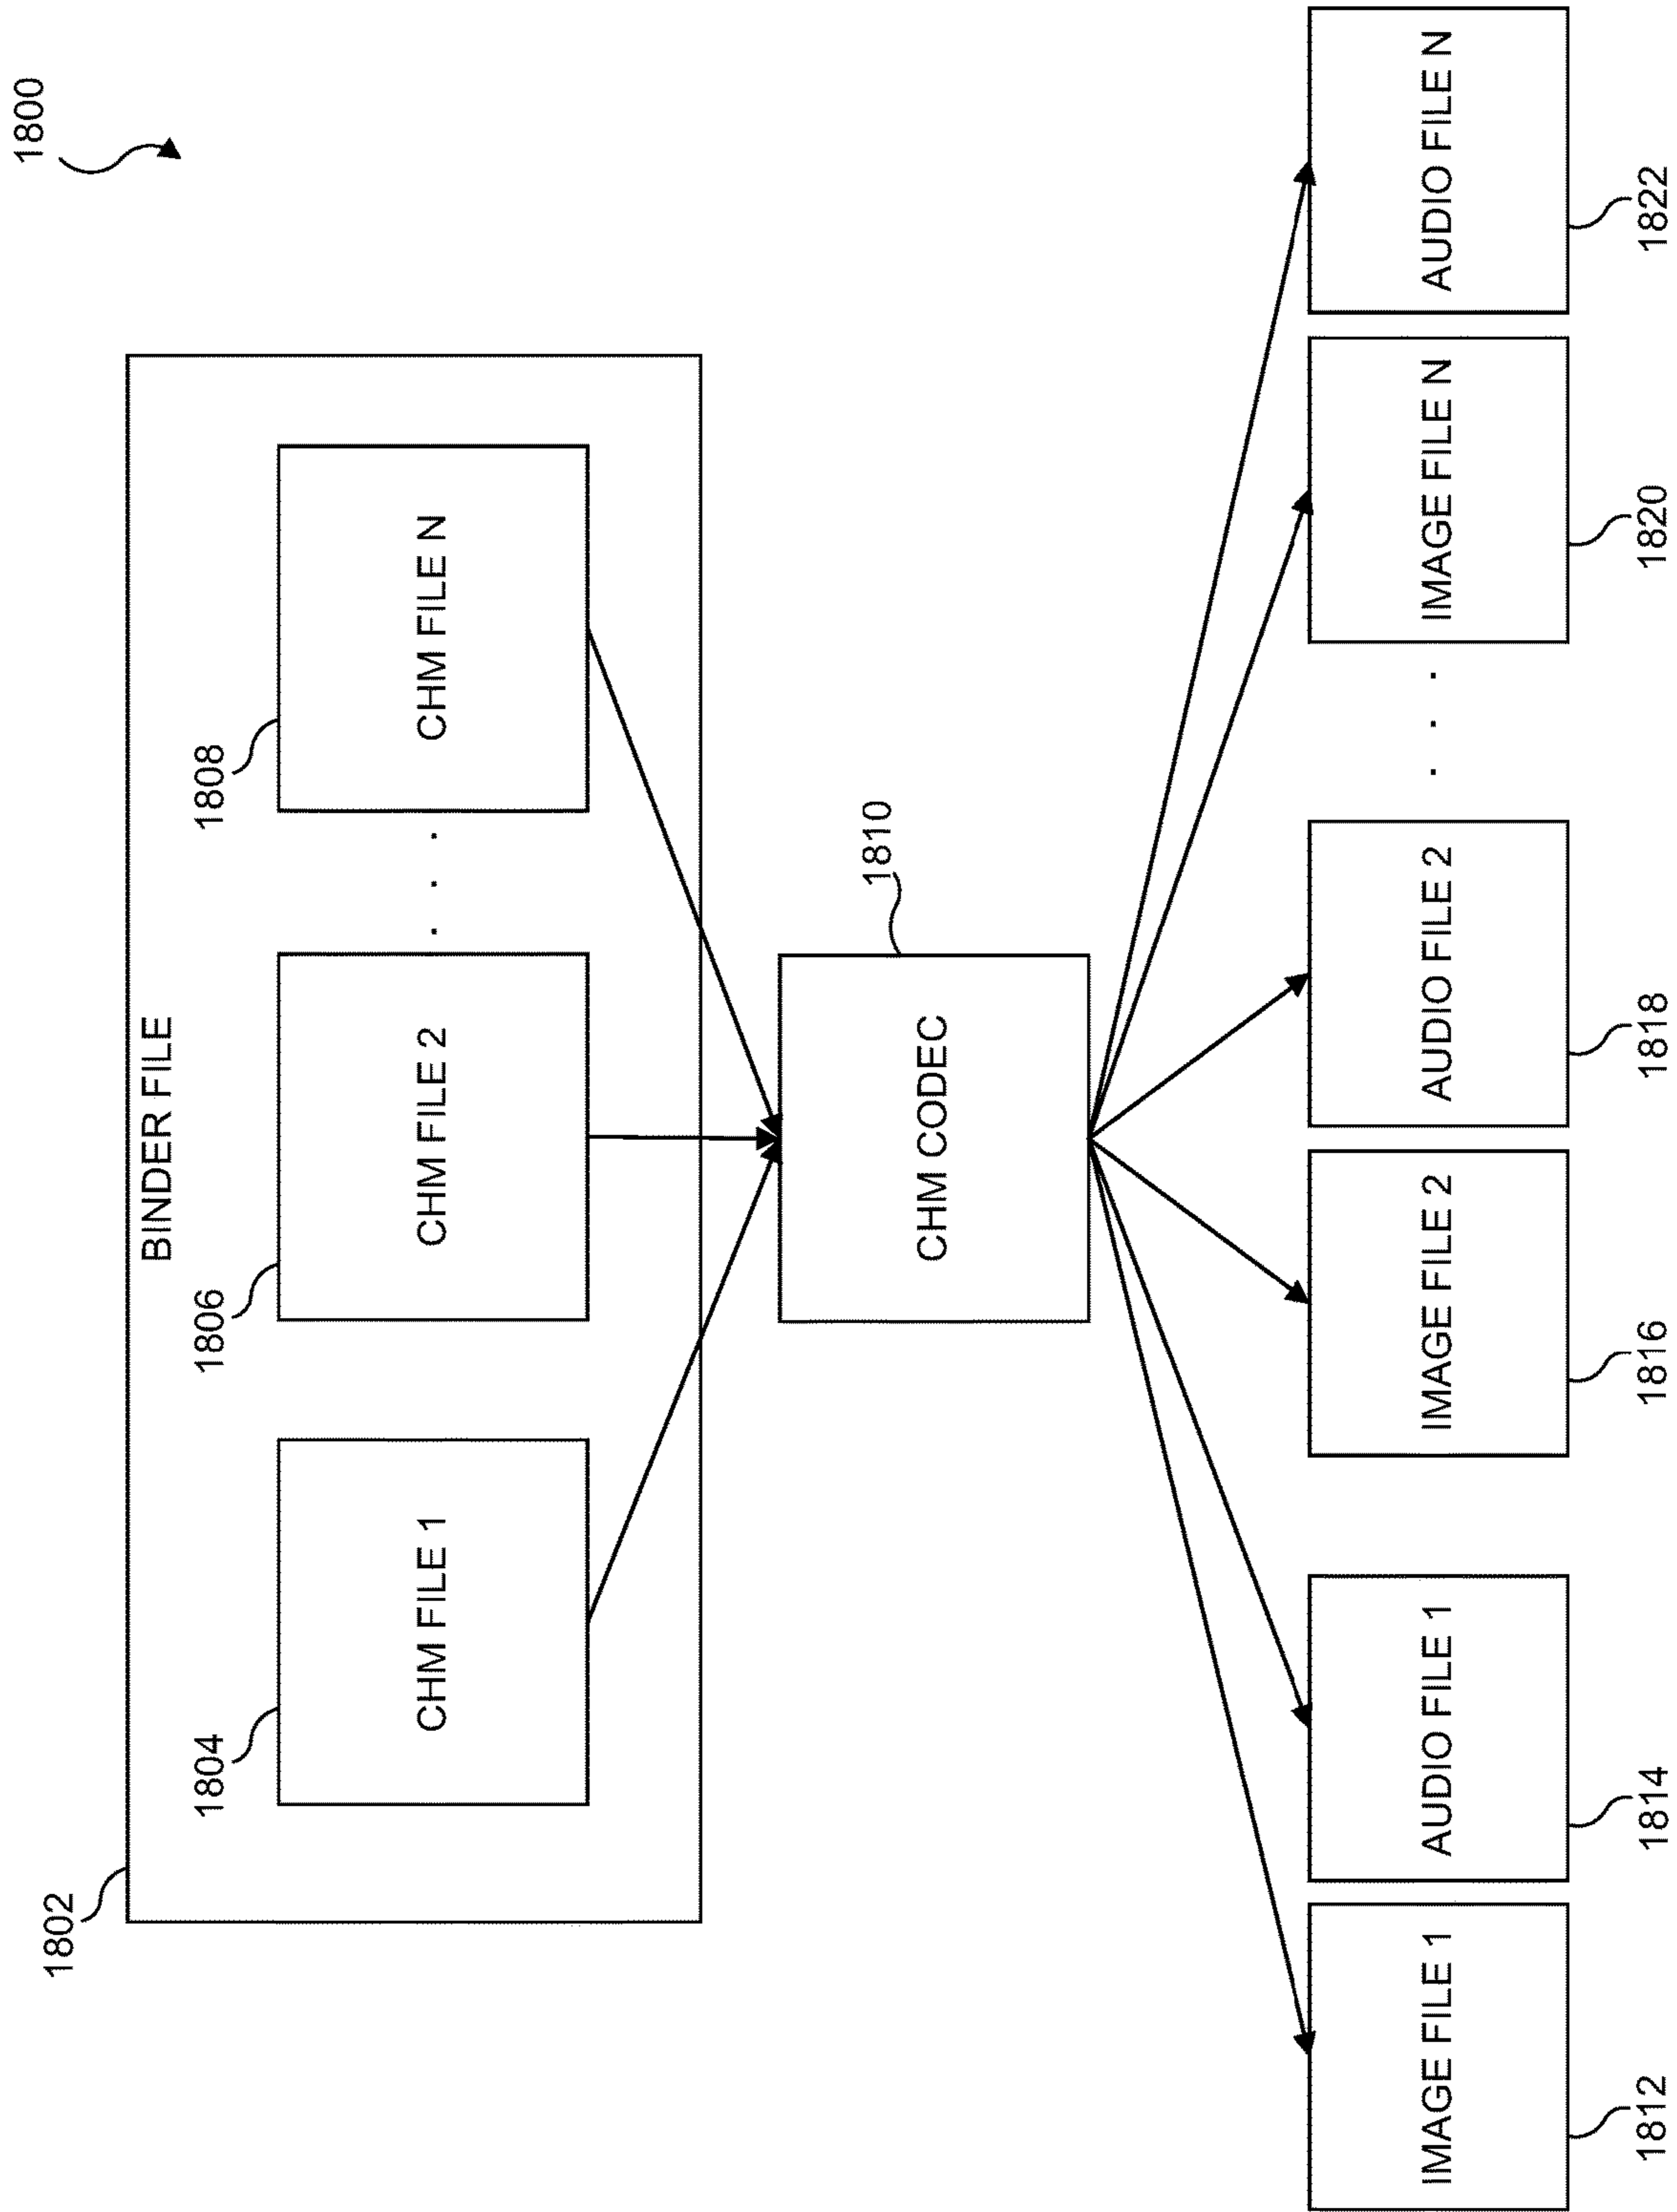 1800
1802
BINDER FILE
1804
1806
1808
CHM FILE 1
CHM FILE 2
. . .
CHM FILE N
1810
CHM CODEC
IMAGE FILE 1
AUDIO FILE 1
IMAGE FILE 2
AUDIO FILE 2
. . .
IMAGE FILE N
AUDIO FILE N
1812
1814
1816
1818
1820
1822